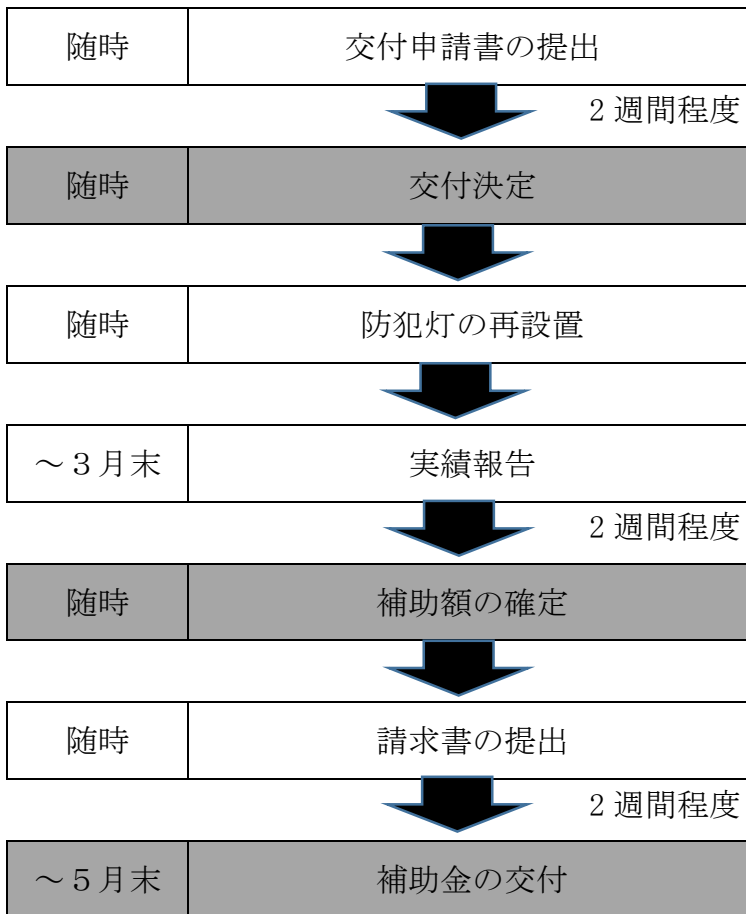 随時 交付申請書の提出
2 週間程度
随時 交付決定
随時 防犯灯の再設置
～３月末 実績報告
2 週間程度
随時 補助額の確定
随時 請求書の提出
2 週間程度
～５月末 補助金の交付